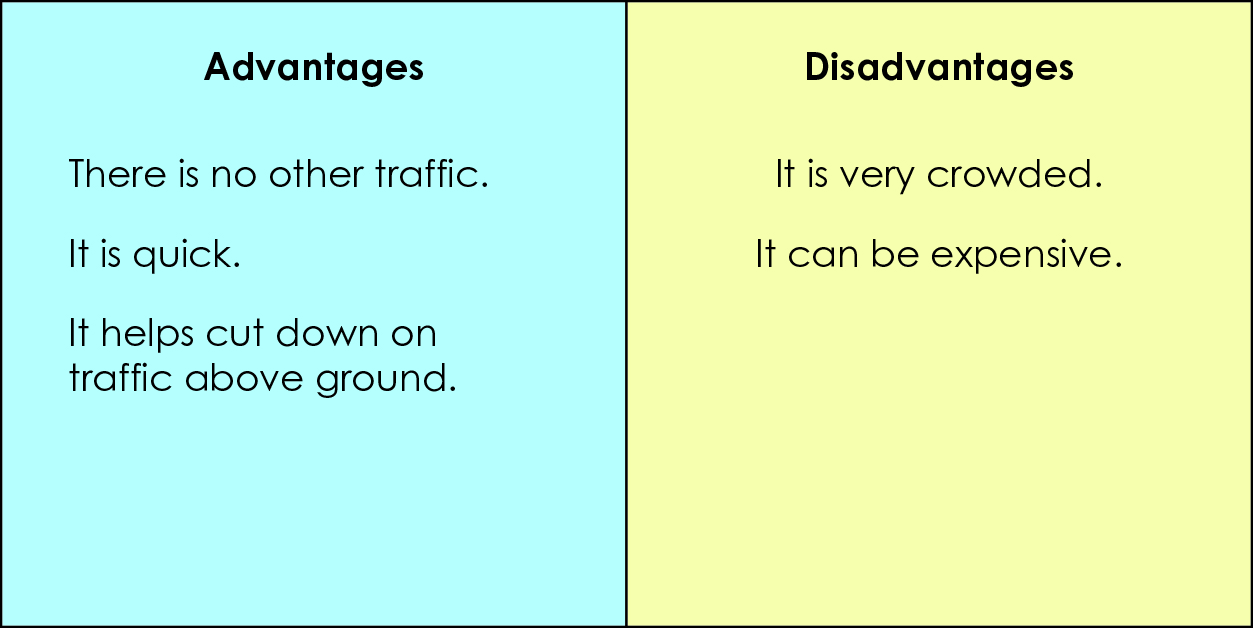 Advantages
There is no other traffic.
It is quick.
It helps cut down on
traffic above ground.
Disadvantages
It is very crowded.
It can be expensive.